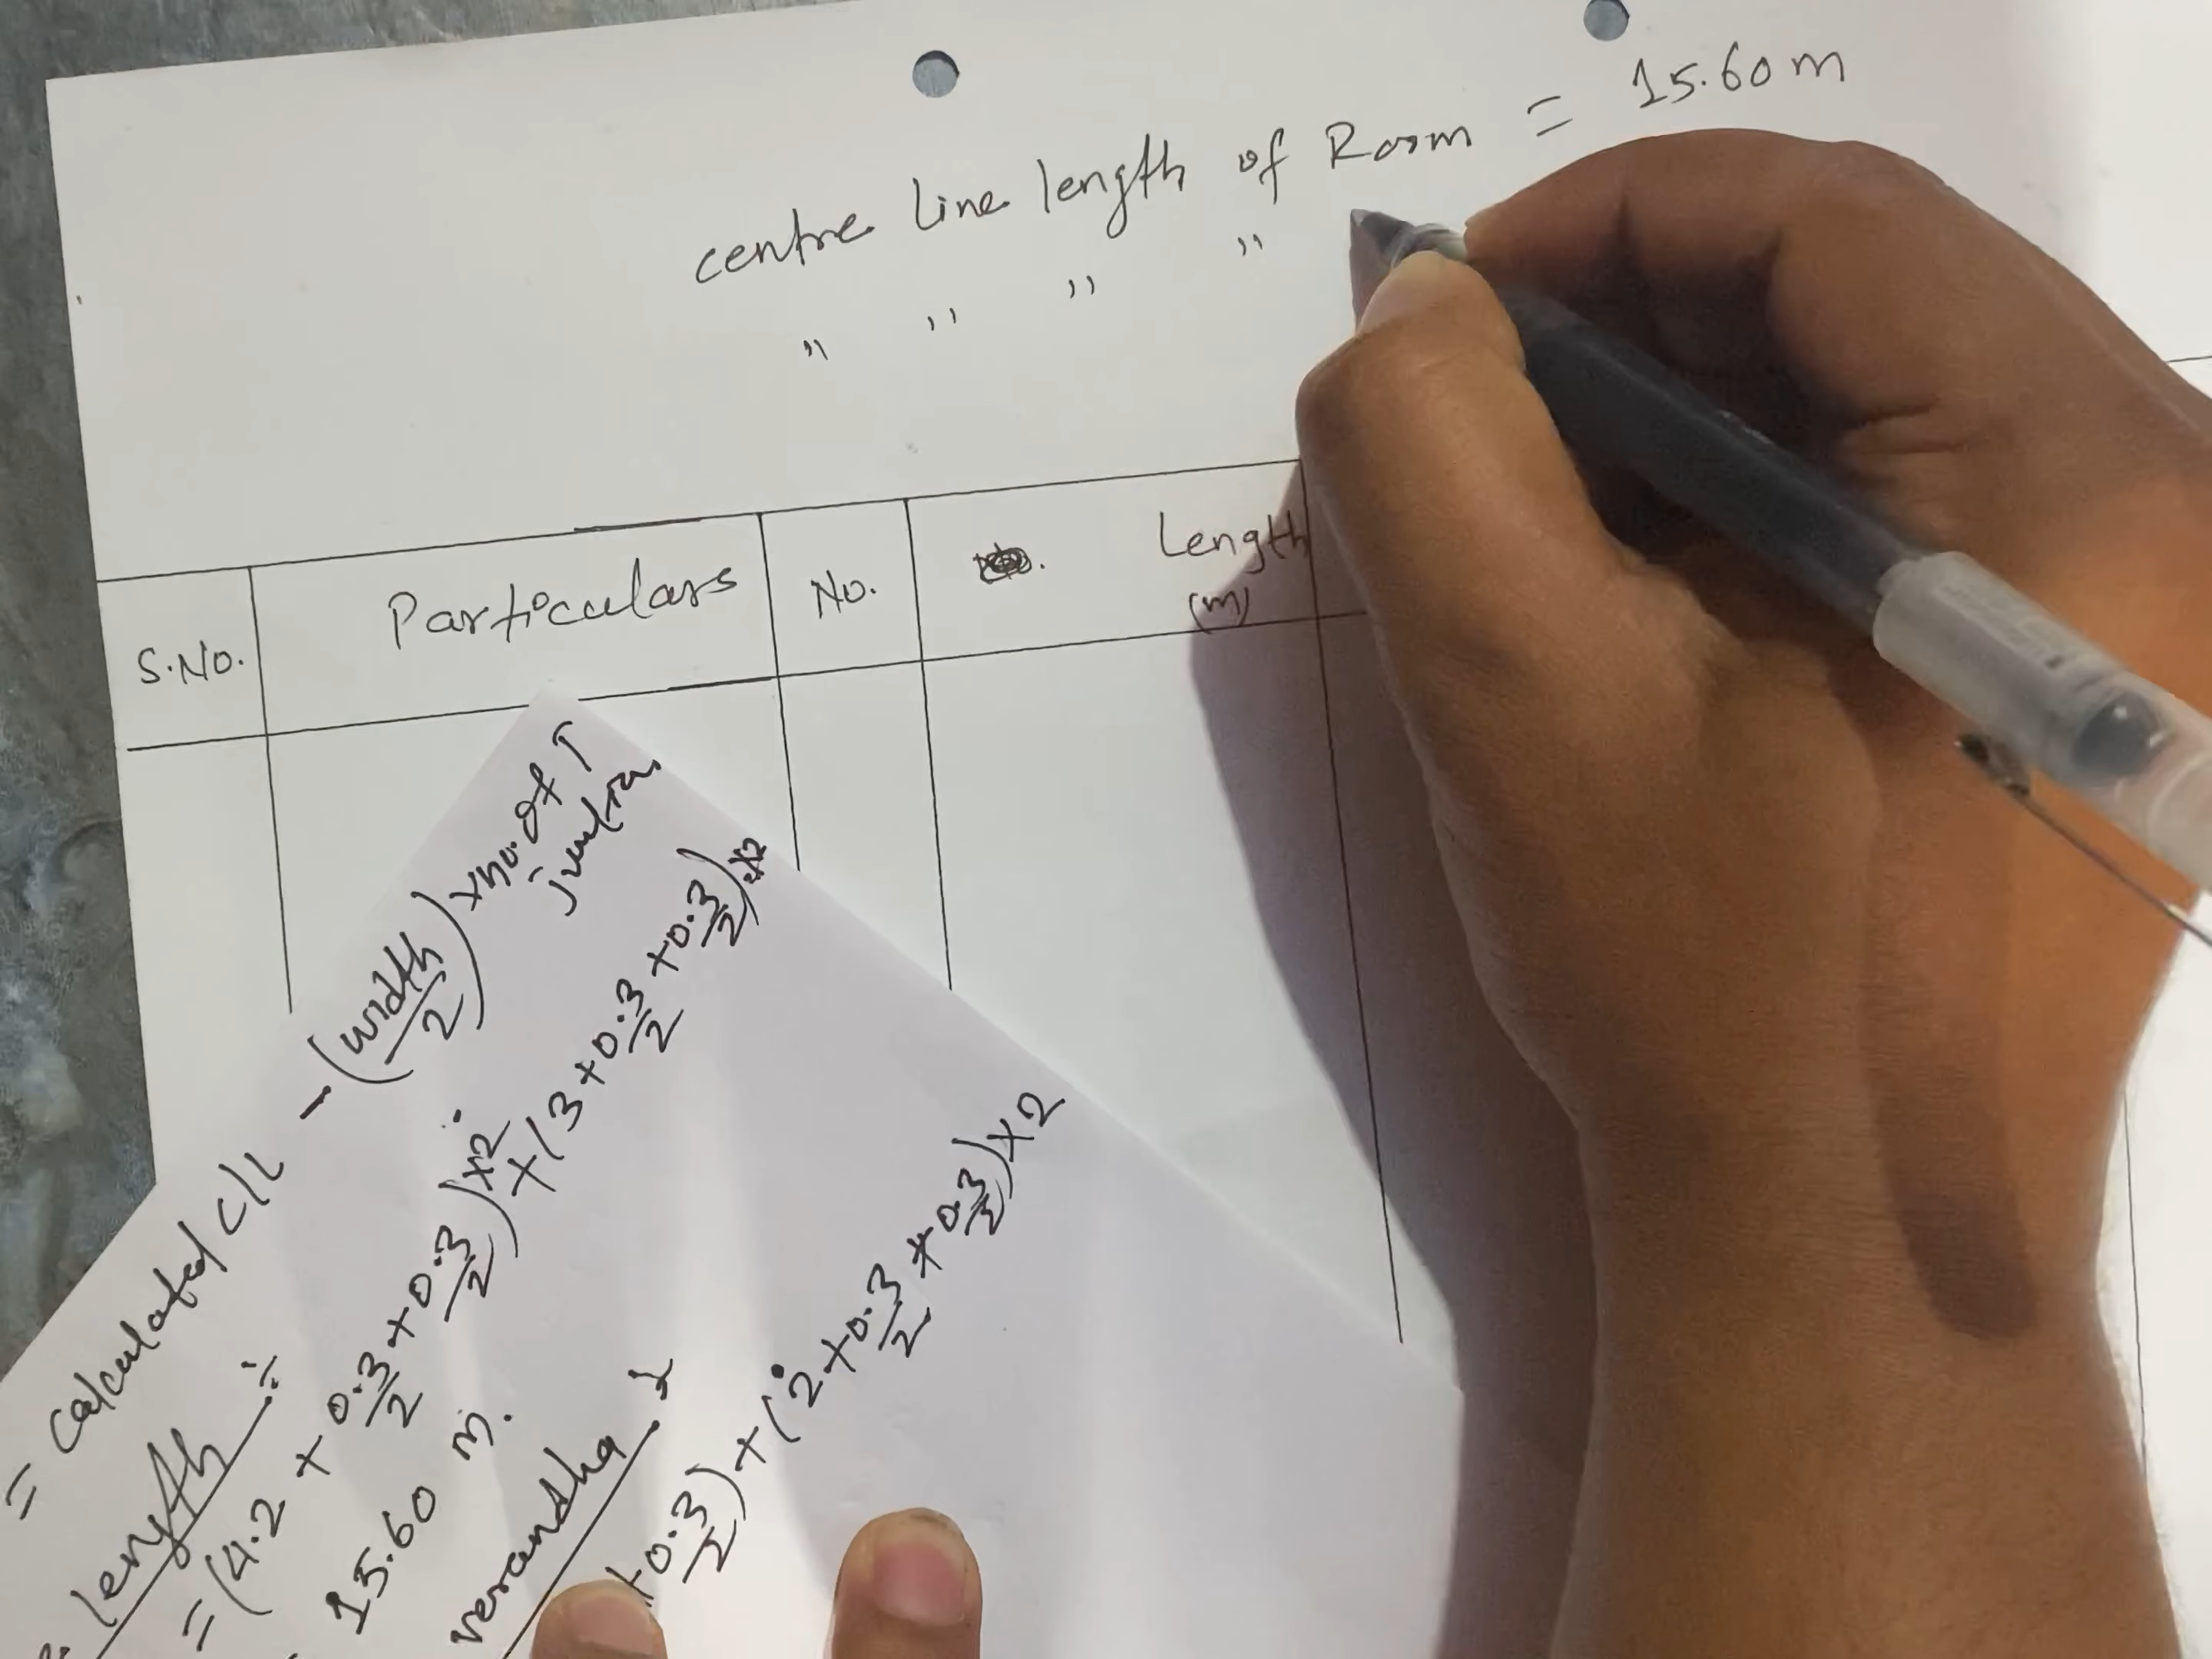 centre line length of Room = 15.60 m
" " " "
S.No. Particulars No. Length
(m)
= calculated c/l - (width/2) x no. of T
junction
length :-
= (4.2 + 0.3/2 + 0.3/2) x2 + (3 + 0.3/2 + 0.3/2) x2
15.60 m.
verandha
+ 0.3/2) + (2 + 0.3/2 + 0.3/2) x 2